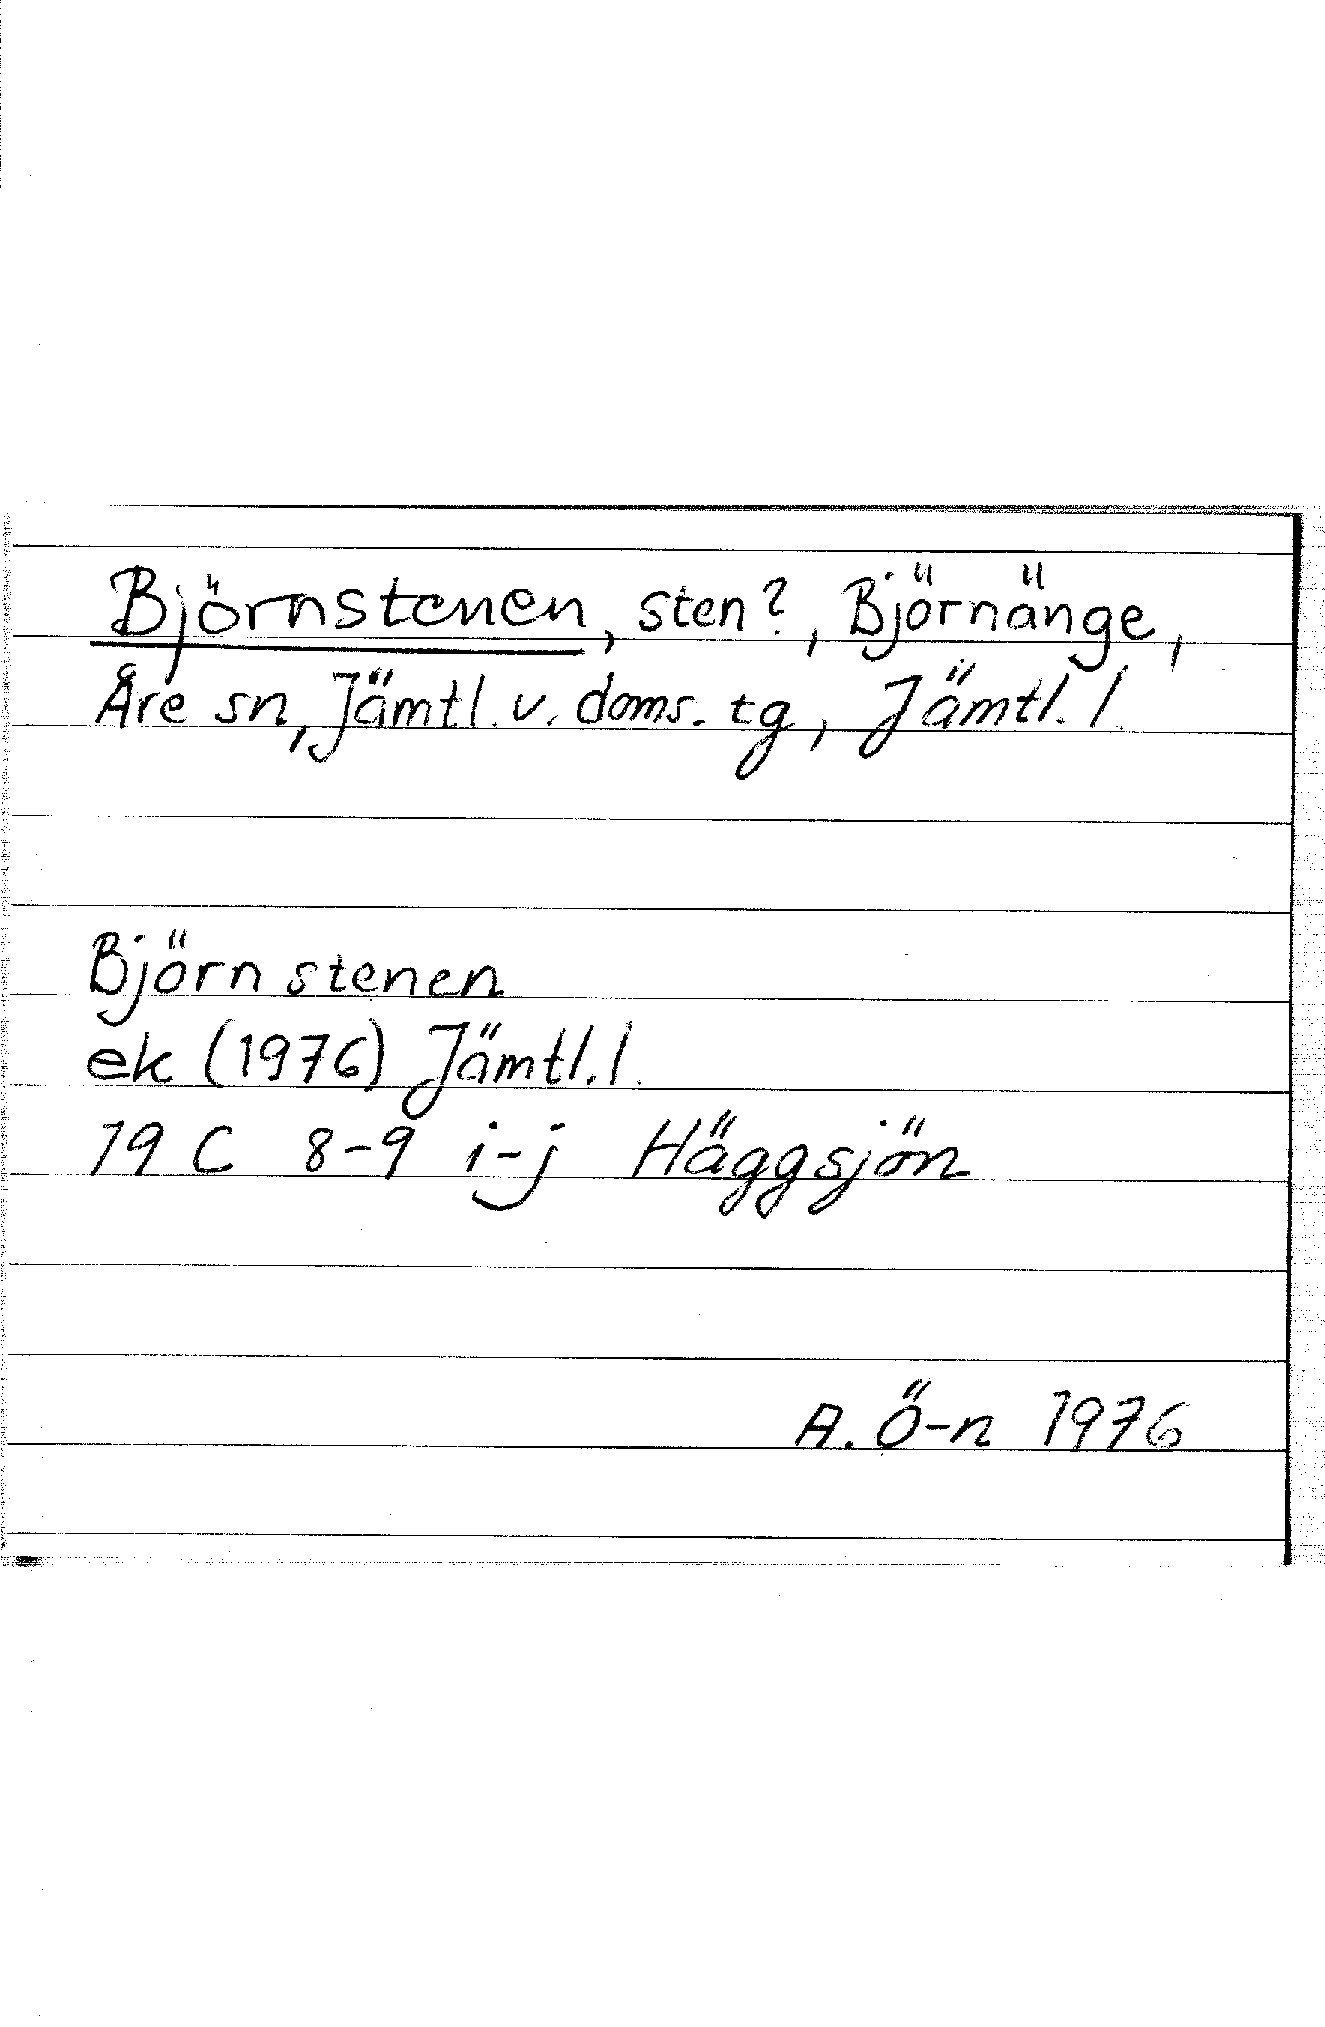 Björnstenen, sten?, Björnänge,
Åre sn, Jämtl. v. doms. tg, Jämtl. l.
Björnstenen
ek (1976) Jämtl. l.
19 C 8-9 i-j Häggsjön
A. Ö-n 1976